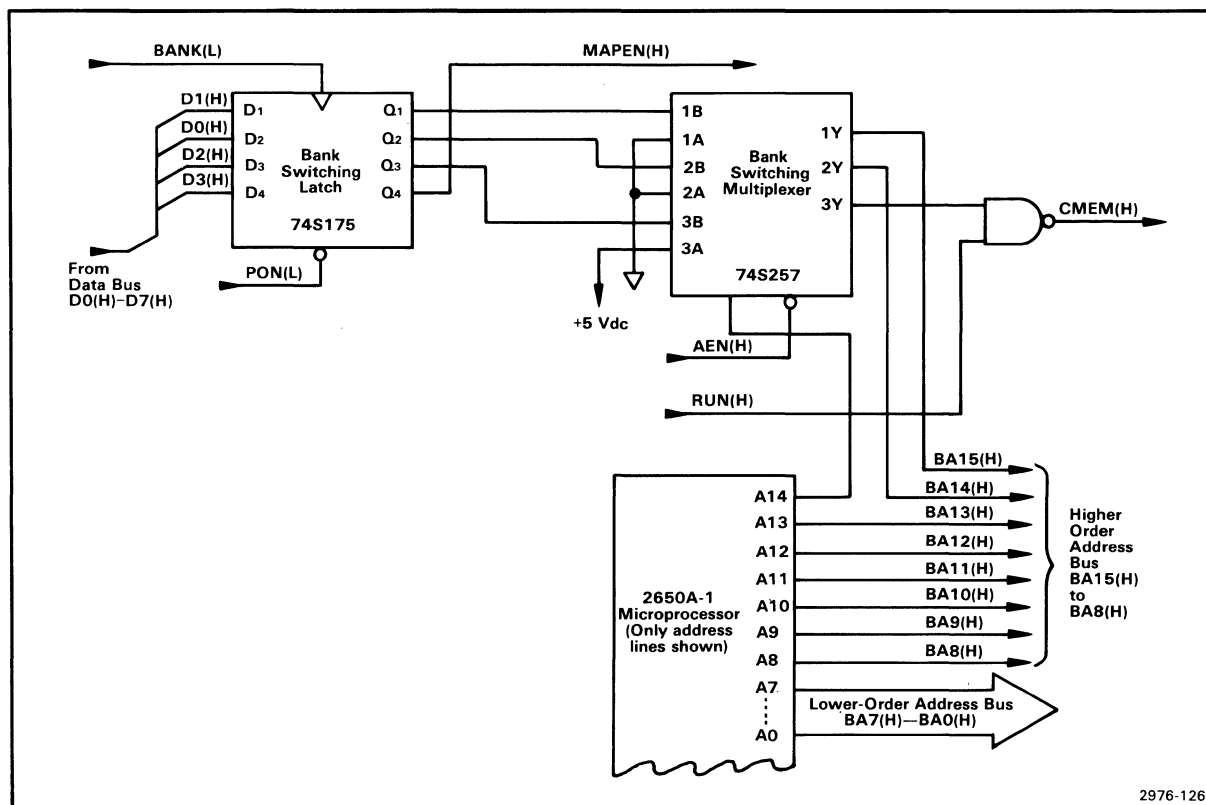 BANK(L)
MAPEN(H)
D1(H)
D0(H)
D2(H)
D3(H)
D1
D2
D3
D4
Bank
Switching
Latch
74S175
Q1
Q2
Q3
Q4
From
Data Bus
D0(H)–D7(H)
PON(L)
1B
1A
2B
2A
3B
3A
Bank
Switching
Multiplexer
74S257
1Y
2Y
3Y
CMEM(H)
+5 Vdc
AEN(H)
RUN(H)
2650A-1
Microprocessor
(Only address
lines shown)
A14
A13
A12
A11
A10
A9
A8
A7
A0
BA15(H)
BA14(H)
BA13(H)
BA12(H)
BA11(H)
BA10(H)
BA9(H)
BA8(H)
Higher
Order
Address
Bus
BA15(H)
to
BA8(H)
Lower-Order Address Bus
BA7(H)—BA0(H)
2976-126